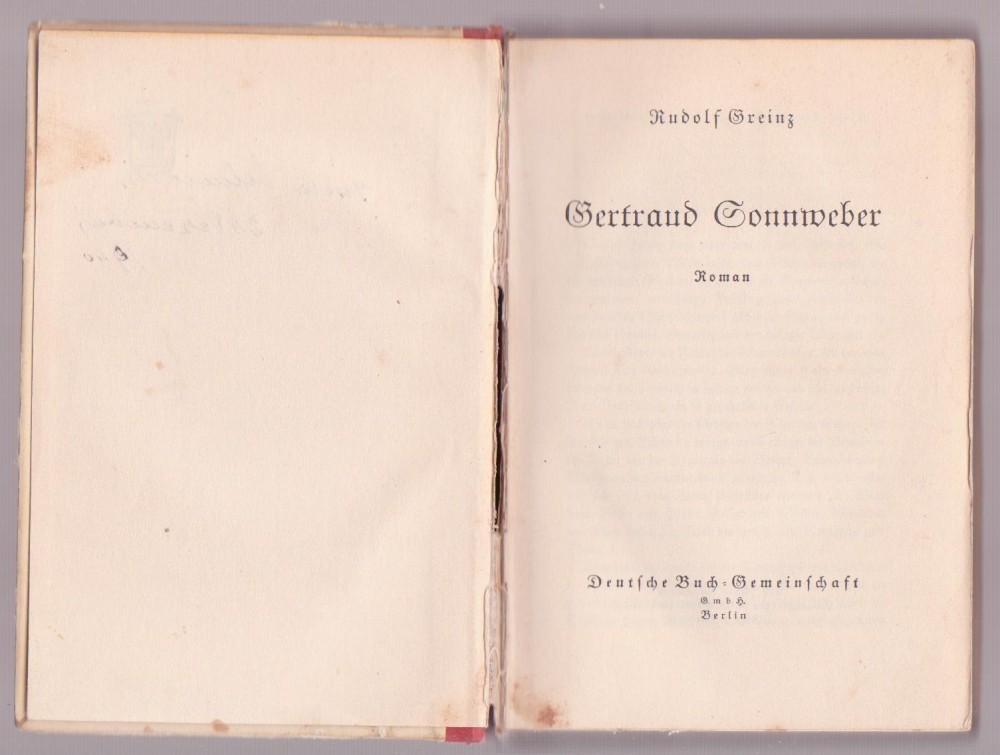 Rudolf Greinz
Gertraud Sonnweber
Roman
Deutsche Buch-Gemeinschaft
G. m. b. H.
Berlin